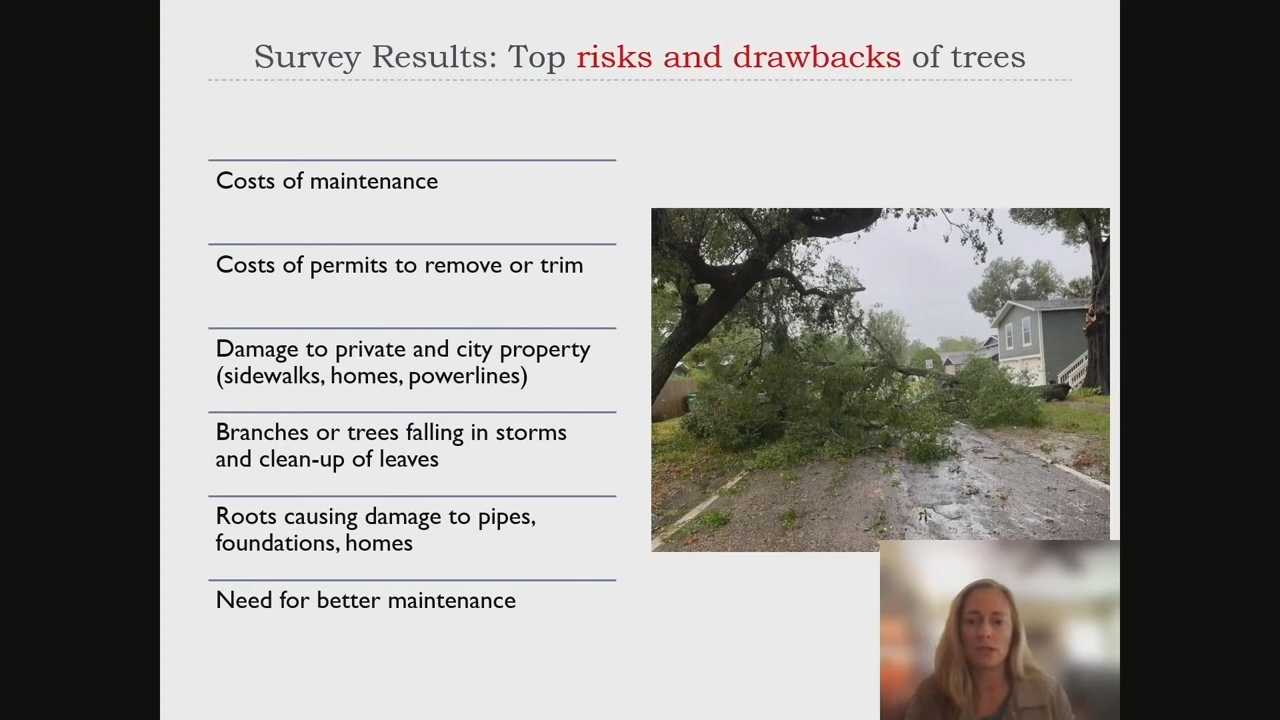 Survey Results: Top risks and drawbacks of trees
Costs of maintenance
Costs of permits to remove or trim
Damage to private and city property
(sidewalks, homes, powerlines)
Branches or trees falling in storms
and clean-up of leaves
Roots causing damage to pipes,
foundations, homes
Need for better maintenance